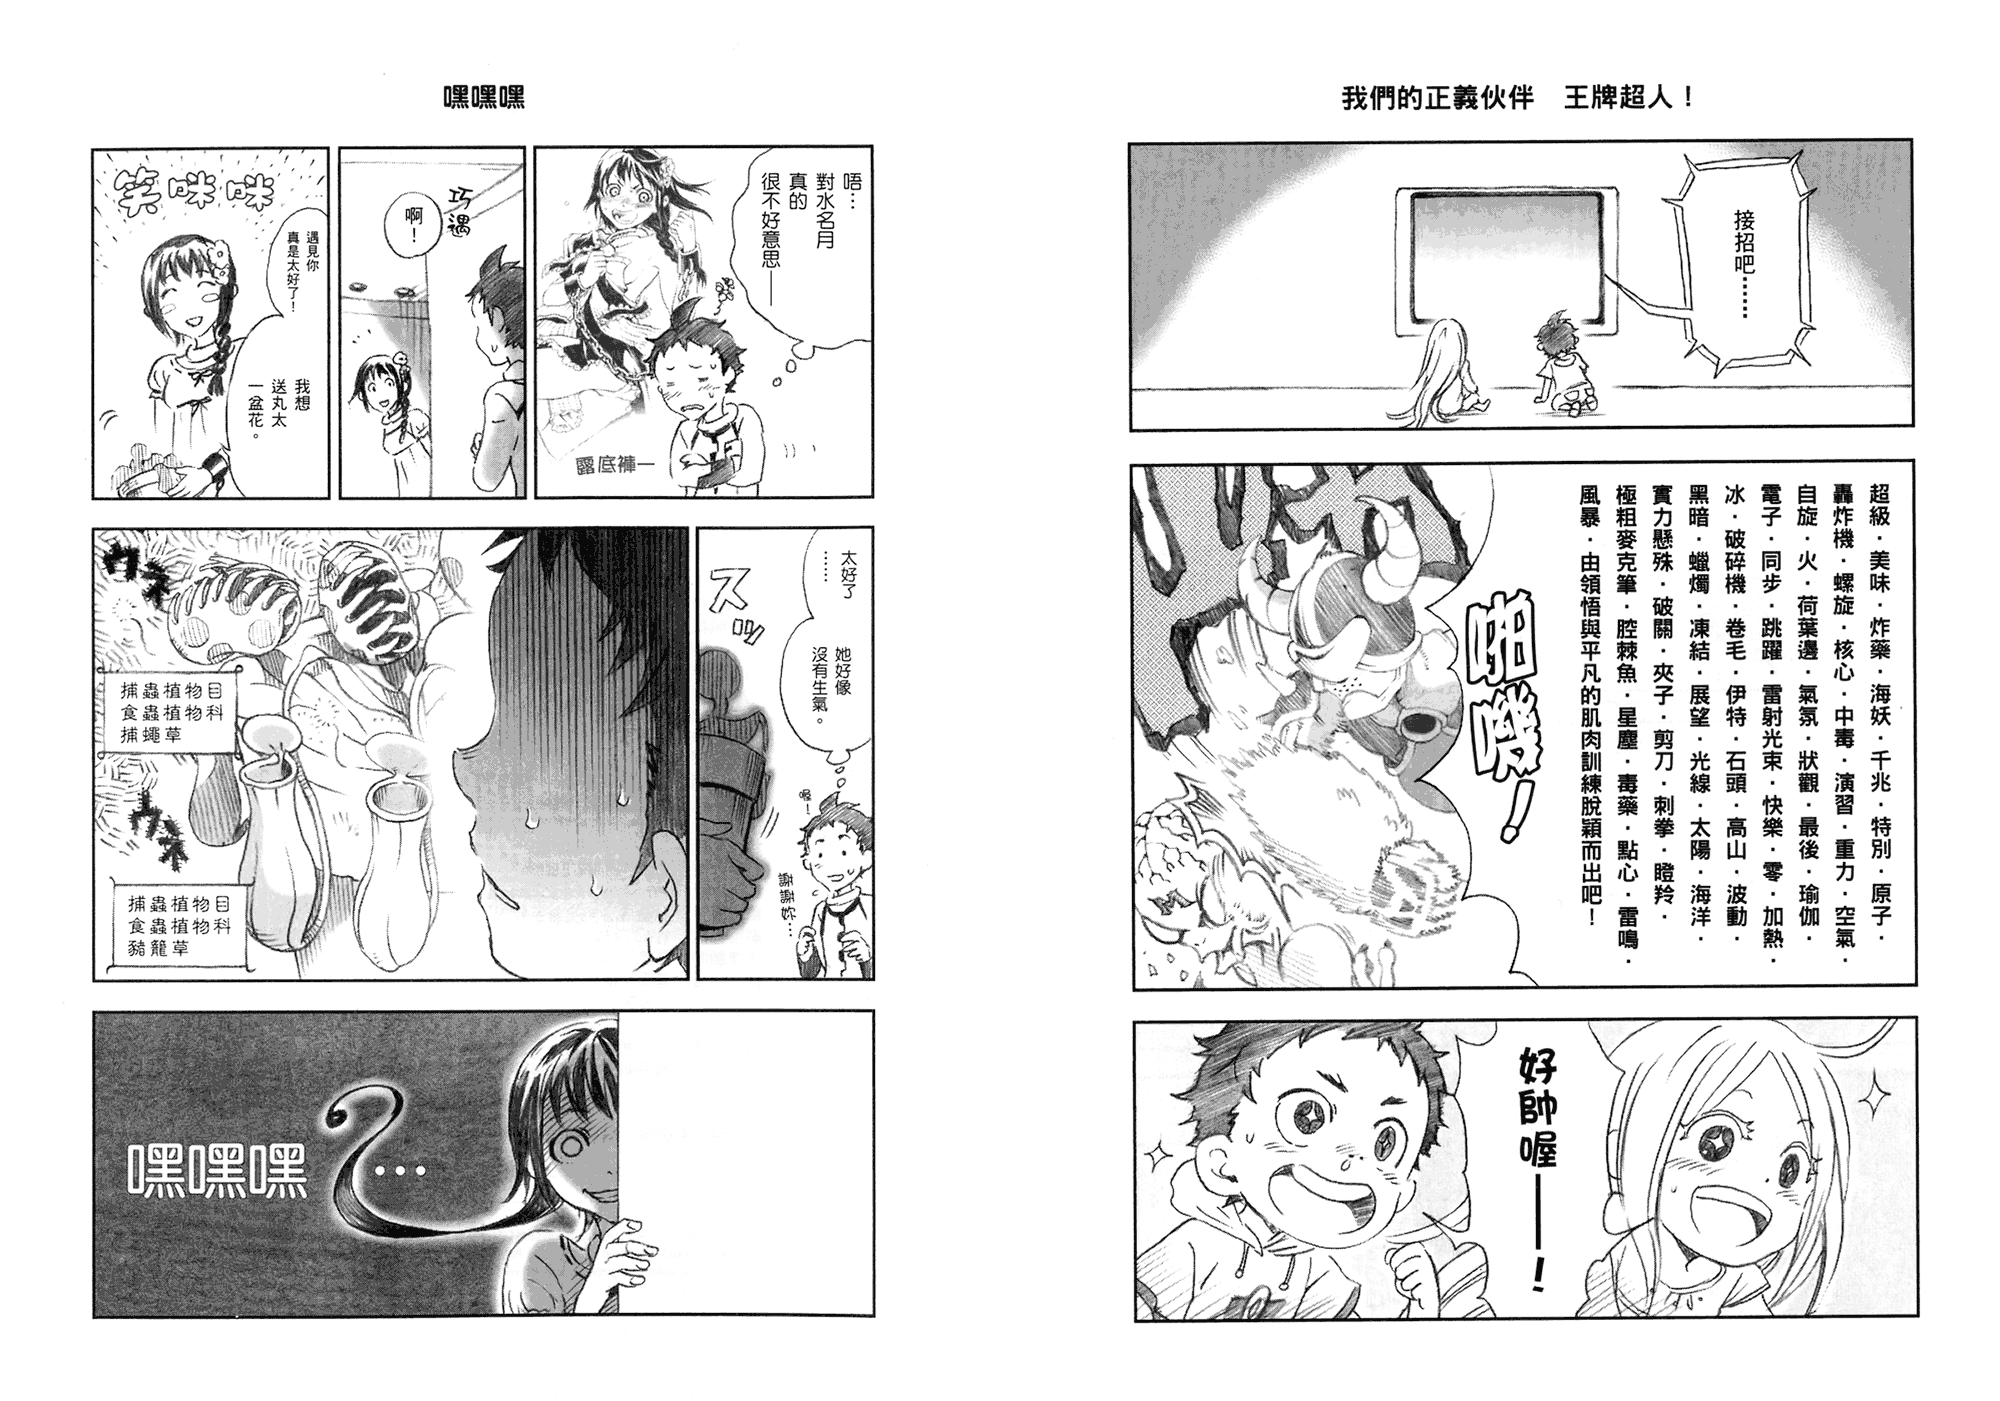 我們的正義伙伴　王牌超人！
接招吧……
超級．美味．炸藥．海妖．千兆．特別．原子．
轟炸機．螺旋．核心．中毒．演習．重力．空氣．
自旋．火．荷葉邊．氣氛．狀觀．最後．瑜伽．
電子．同步．跳躍．雷射光束．快樂．零．加熱．
冰．破碎機．卷毛．伊特．石頭．高山．波動．
黑暗．蠟燭．凍結．展望．光線．太陽．海洋．
實力懸殊．破關．夾子．剪刀．刺拳．瞪羚．
極粗麥克筆．腔棘魚．星塵．毒藥．點心．雷鳴．
風暴．由領悟與平凡的肌肉訓練脫穎而出吧！
啪嘰！
好帥喔——！
嘿嘿嘿
唔…
對水名月
真的
很不好意思——
露底褲—
巧遇
啊！
笑咪咪
遇見你
真是太好了！
我想
送丸太
一盆花。
太好了
……
她好像
沒有生氣。
喔！
謝謝妳…
スッ
ウネ
ウネ
捕蟲植物目
食蟲植物科
捕蠅草
捕蟲植物目
食蟲植物科
豬籠草
嘿嘿嘿…